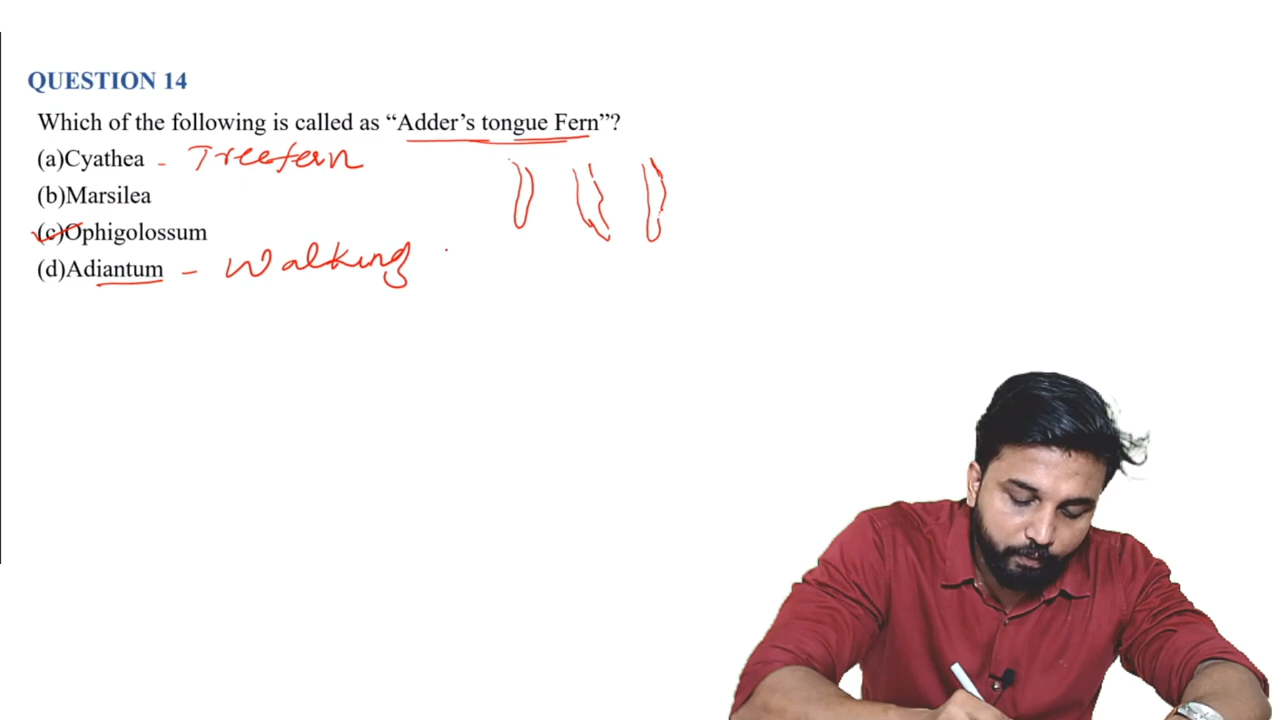 QUESTION 14
Which of the following is called as “Adder’s tongue Fern”?
(a)Cyathea - Treefern
(b)Marsilea
(c)Ophigolossum
(d)Adiantum - Walking